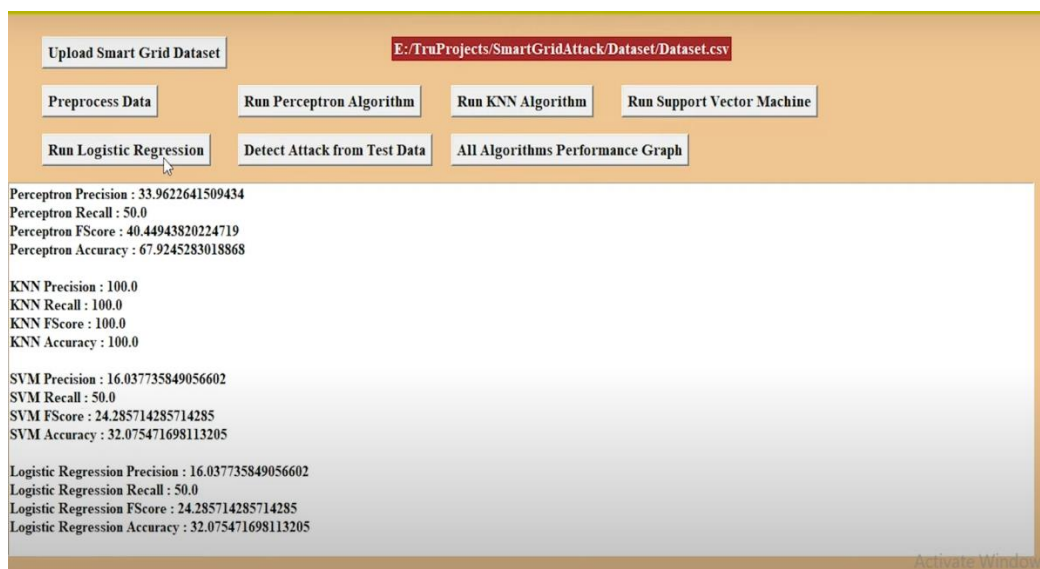 Upload Smart Grid Dataset
E:/TruProjects/SmartGridAttack/Dataset/Dataset.csv
Preprocess Data
Run Perceptron Algorithm
Run KNN Algorithm
Run Support Vector Machine
Run Logistic Regression
Detect Attack from Test Data
All Algorithms Performance Graph
Perceptron Precision : 33.9622641509434
Perceptron Recall : 50.0
Perceptron FScore : 40.44943820224719
Perceptron Accuracy : 67.9245283018868
KNN Precision : 100.0
KNN Recall : 100.0
KNN FScore : 100.0
KNN Accuracy : 100.0
SVM Precision : 16.037735849056602
SVM Recall : 50.0
SVM FScore : 24.285714285714285
SVM Accuracy : 32.075471698113205
Logistic Regression Precision : 16.037735849056602
Logistic Regression Recall : 50.0
Logistic Regression FScore : 24.285714285714285
Logistic Regression Accuracy : 32.075471698113205
Activate Window